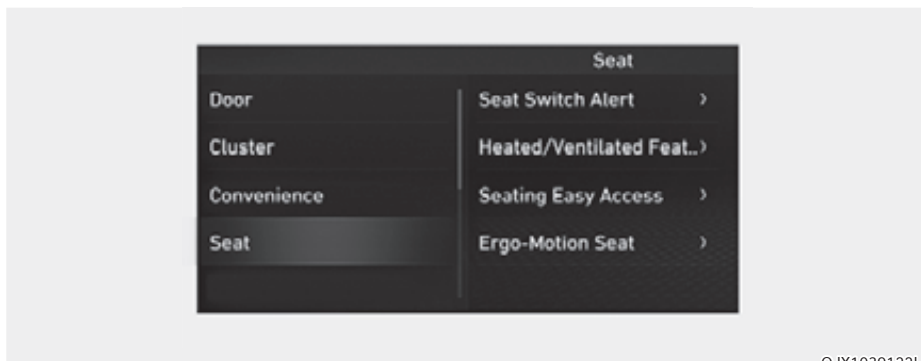 Seat
Door
Cluster
Convenience
Seat
Seat Switch Alert
Heated/Ventilated Feat..
Seating Easy Access
Ergo-Motion Seat